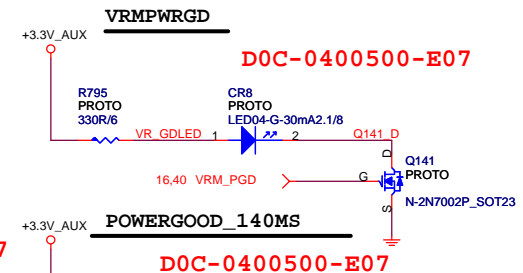 VRMPWRGD
+3.3V_AUX
D0C-0400500-E07
R795
PROTO
330R/6
CR8
PROTO
LED04-G-30mA2.1/8
VR_GDLED
1
2
Q141_D
D
Q141
PROTO
16,40 VRM_PGD
G
S
N-2N7002P_SOT23
+3.3V_AUX
POWERGOOD_140MS
7
D0C-0400500-E07